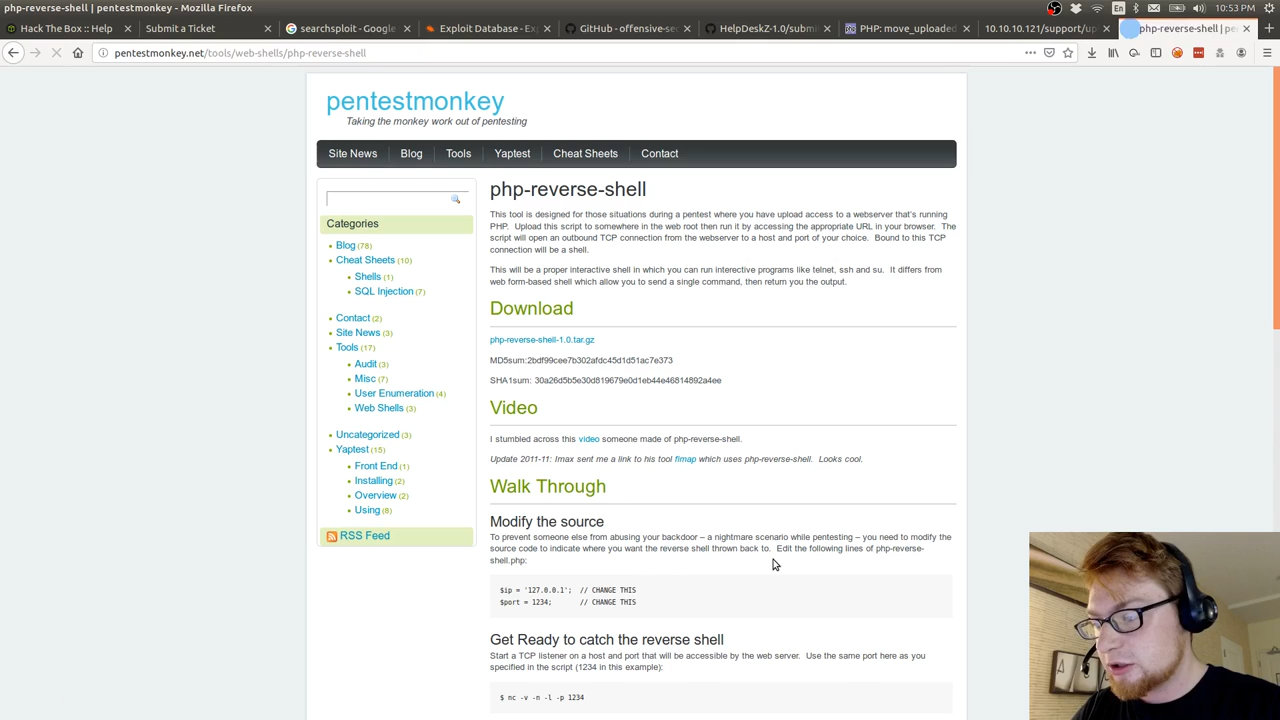 php-reverse-shell | pentestmonkey - Mozilla Firefox
En
10:53 PM
Hack The Box :: Help
Submit a Ticket
searchsploit - Google
Exploit Database - Exp
GitHub - offensive-sec
HelpDeskZ-1.0/submi
PHP: move_uploaded
10.10.10.121/support/up
php-reverse-shell | pe
pentestmonkey.net/tools/web-shells/php-reverse-shell
pentestmonkey
Taking the monkey work out of pentesting
Site News
Blog
Tools
Yaptest
Cheat Sheets
Contact
Categories
Blog (78)
Cheat Sheets (10)
Shells (1)
SQL Injection (7)
Contact (2)
Site News (3)
Tools (17)
Audit (3)
Misc (7)
User Enumeration (4)
Web Shells (3)
Uncategorized (3)
Yaptest (15)
Front End (1)
Installing (2)
Overview (2)
Using (8)
RSS Feed
php-reverse-shell
This tool is designed for those situations during a pentest where you have upload access to a webserver that's running
PHP. Upload this script to somewhere in the web root then run it by accessing the appropriate URL in your browser. The
script will open an outbound TCP connection from the webserver to a host and port of your choice. Bound to this TCP
connection will be a shell.
This will be a proper interactive shell in which you can run interective programs like telnet, ssh and su. It differs from
web form-based shell which allow you to send a single command, then return you the output.
Download
php-reverse-shell-1.0.tar.gz
MD5sum:2bdf99cee7b302afdc45d1d51ac7e373
SHA1sum: 30a26d5b5e30d819679e0d1eb44e46814892a4ee
Video
I stumbled across this video someone made of php-reverse-shell.
Update 2011-11: Imax sent me a link to his tool fimap which uses php-reverse-shell. Looks cool.
Walk Through
Modify the source
To prevent someone else from abusing your backdoor – a nightmare scenario while pentesting – you need to modify the
source code to indicate where you want the reverse shell thrown back to. Edit the following lines of php-reverse-
shell.php:
$ip = '127.0.0.1'; // CHANGE THIS
$port = 1234; // CHANGE THIS
Get Ready to catch the reverse shell
Start a TCP listener on a host and port that will be accessible by the web server. Use the same port here as you
specified in the script (1234 in this example):
$ nc -v -n -l -p 1234